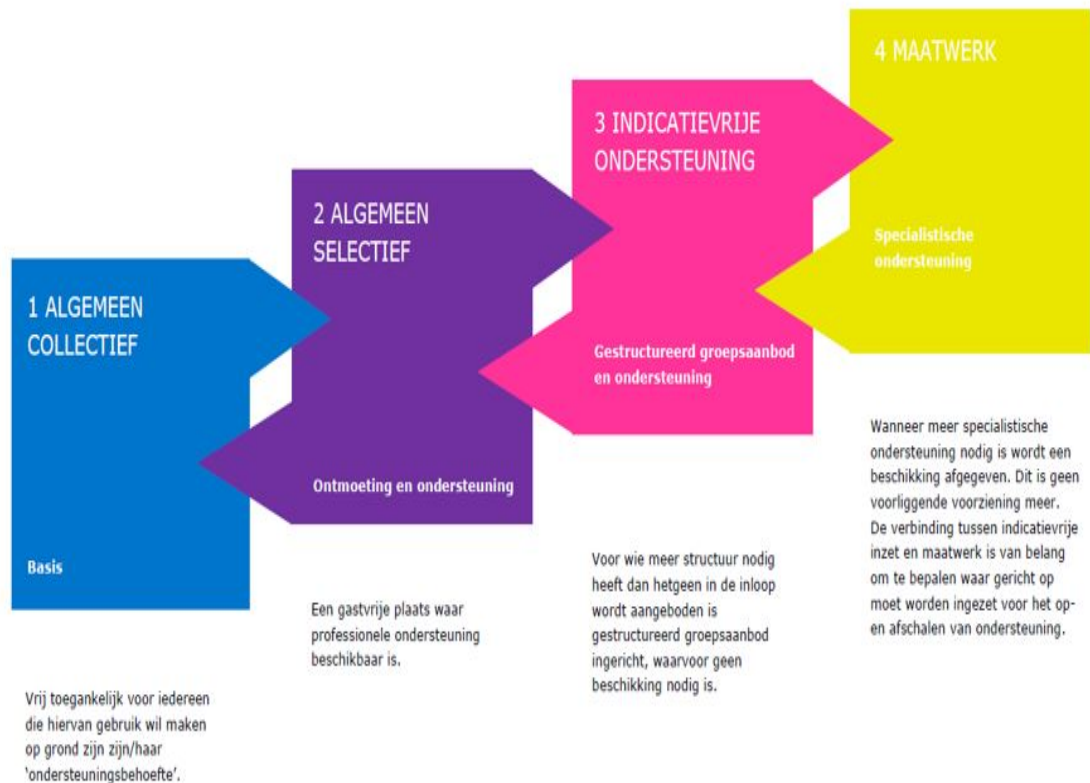 1 ALGEMEEN
COLLECTIEF
Basis
Vrij toegankelijk voor iedereen
die hiervan gebruik wil maken
op grond zijn zijn/haar
'ondersteuningsbehoefte'.
2 ALGEMEEN
SELECTIEF
Ontmoeting en ondersteuning
Een gastvrije plaats waar
professionele ondersteuning
beschikbaar is.
3 INDICATIEVRIJE
ONDERSTEUNING
Gestructureerd groepsaanbod
en ondersteuning
Voor wie meer structuur nodig
heeft dan hetgeen in de inloop
wordt aangeboden is
gestructureerd groepsaanbod
ingericht, waarvoor geen
beschikking nodig is.
4 MAATWERK
Specialistische
ondersteuning
Wanneer meer specialistische
ondersteuning nodig is wordt een
beschikking afgegeven. Dit is geen
voorliggende voorziening meer.
De verbinding tussen indicatievrije
inzet en maatwerk is van belang
om te bepalen waar gericht op
moet worden ingezet voor het op-
en afschalen van ondersteuning.